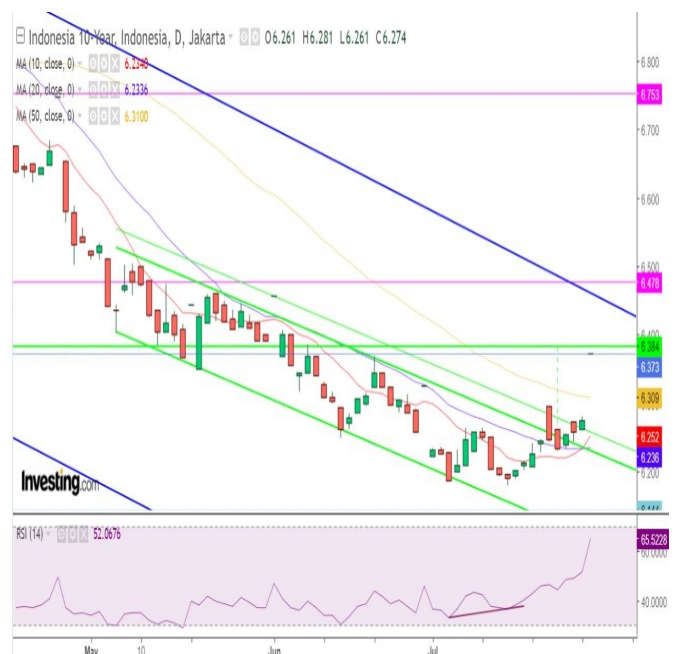 Indonesia 10-Year, Indonesia, D, Jakarta O6.261 H6.281 L6.261 C6.274
MA (10, close, 0) 6.2340
MA (20, close, 0) 6.2336
MA (50, close, 0) 6.3100
6.800
6.753
6.700
6.600
6.500
6.478
6.400
6.384
6.373
6.309
6.252
6.236
6.200
Investing.com
RSI (14) 52.0676
65.5228
60.0000
40.0000
May 10 Jun Jul